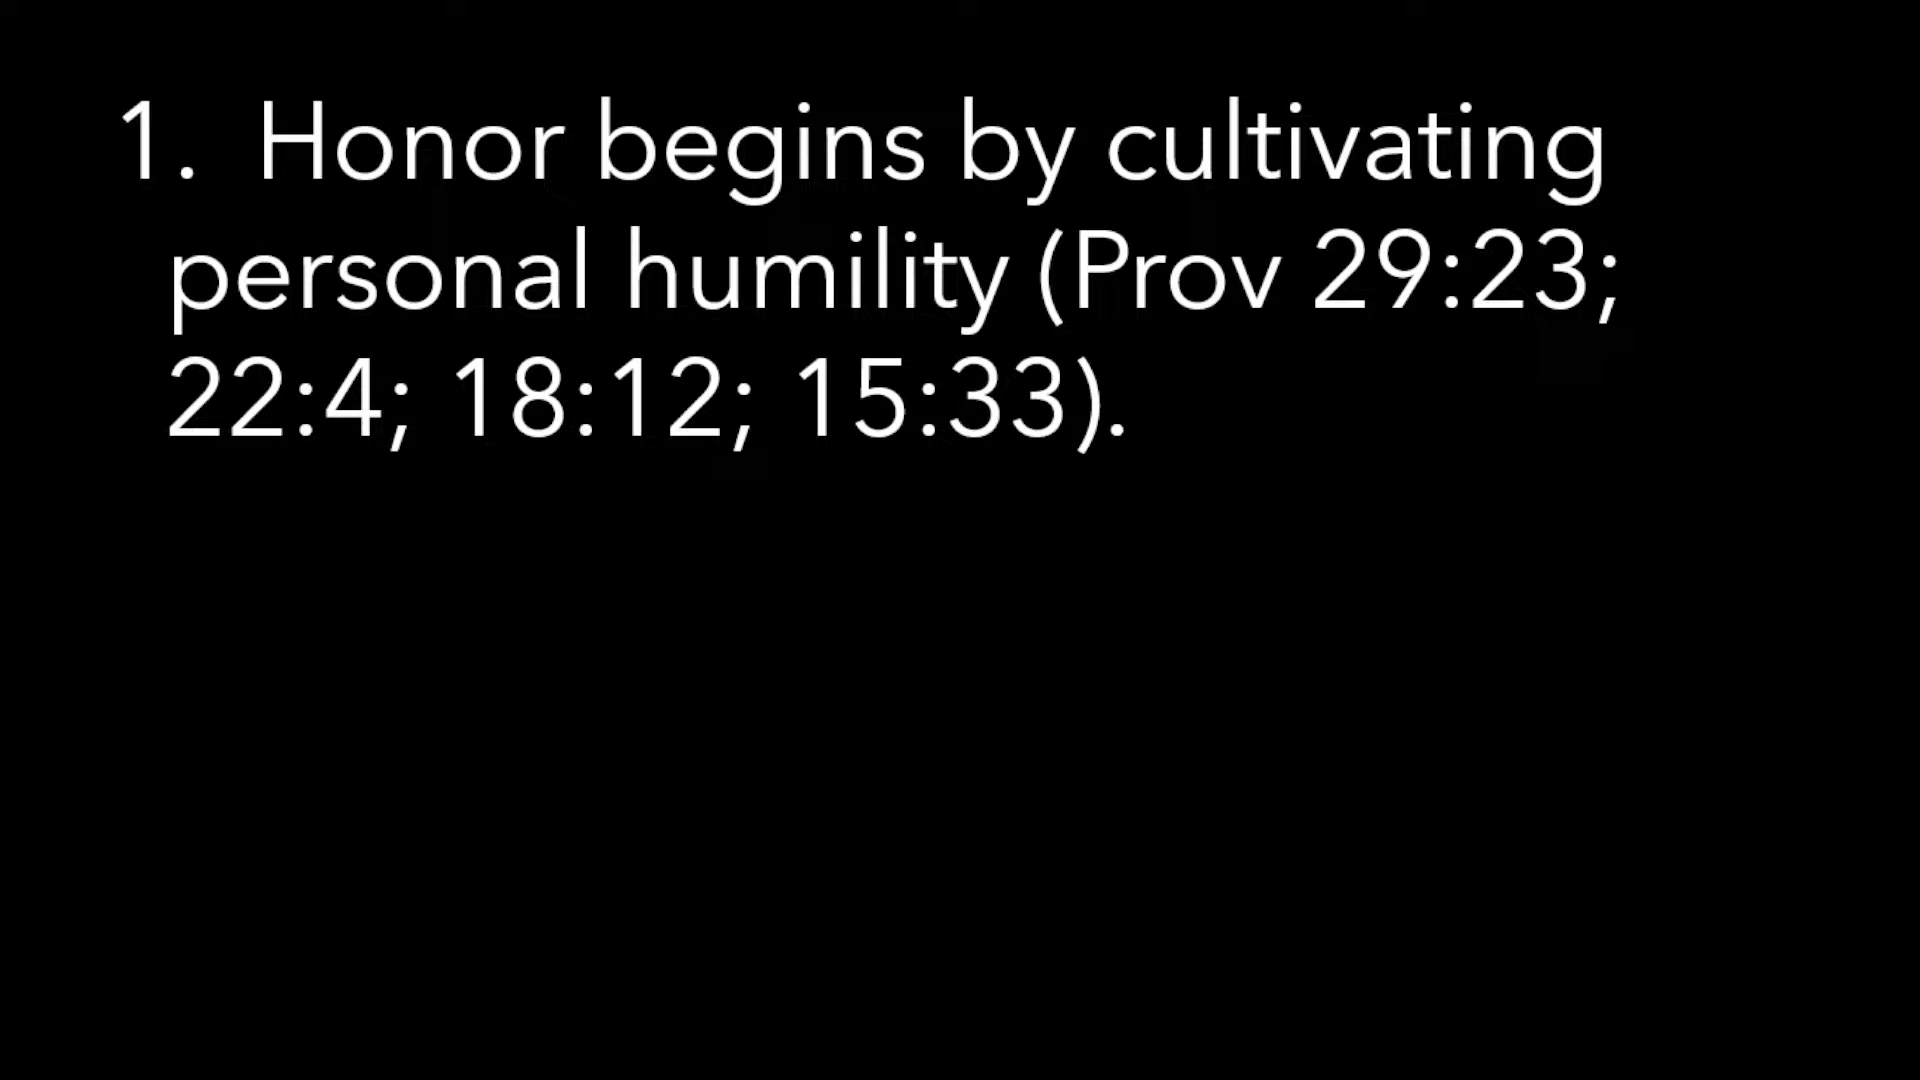 1. Honor begins by cultivating
personal humility (Prov 29:23;
22:4; 18:12; 15:33).